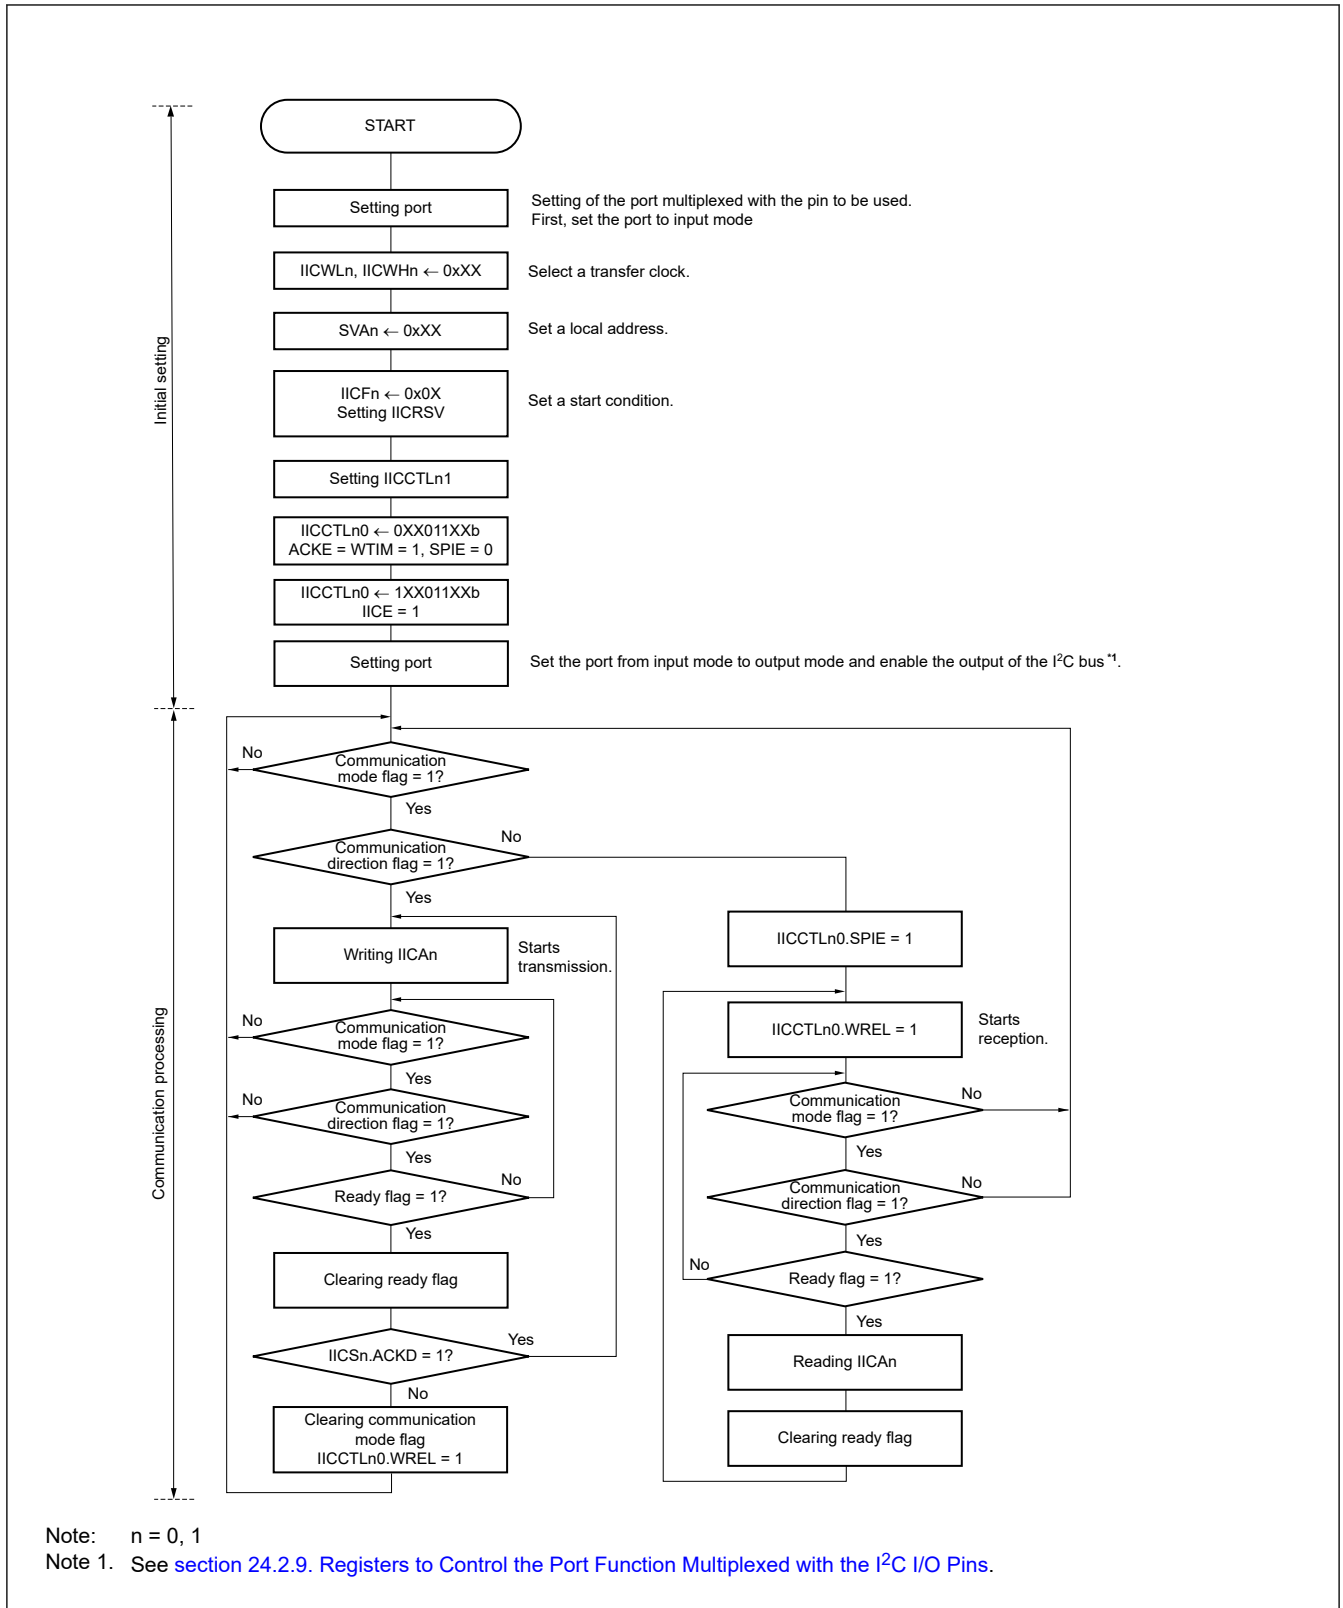 START
Setting port
Setting of the port multiplexed with the pin to be used.
First, set the port to input mode
IICWLn, IICWHn ← 0xXX
Select a transfer clock.
SVAn ← 0xXX
Set a local address.
IICFn ← 0x0X
Setting IICRSV
Set a start condition.
Setting IICCTLn1
IICCTLn0 ← 0XX011XXb
ACKE = WTIM = 1, SPIE = 0
IICCTLn0 ← 1XX011XXb
IICE = 1
Setting port
Set the port from input mode to output mode and enable the output of the I2C bus *1.
Initial setting
Communication
mode flag = 1?
No
Yes
Communication
direction flag = 1?
No
Yes
Writing IICAn
Starts
transmission.
Communication
mode flag = 1?
No
Yes
Communication
direction flag = 1?
No
Yes
Ready flag = 1?
No
Yes
Clearing ready flag
IICSn.ACKD = 1?
Yes
No
Clearing communication
mode flag
IICCTLn0.WREL = 1
IICCTLn0.SPIE = 1
IICCTLn0.WREL = 1
Starts
reception.
Communication
mode flag = 1?
No
Yes
Communication
direction flag = 1?
No
Yes
Ready flag = 1?
No
Yes
Reading IICAn
Clearing ready flag
Communication processing
Note: n = 0, 1
Note 1. See section 24.2.9. Registers to Control the Port Function Multiplexed with the I2C I/O Pins.